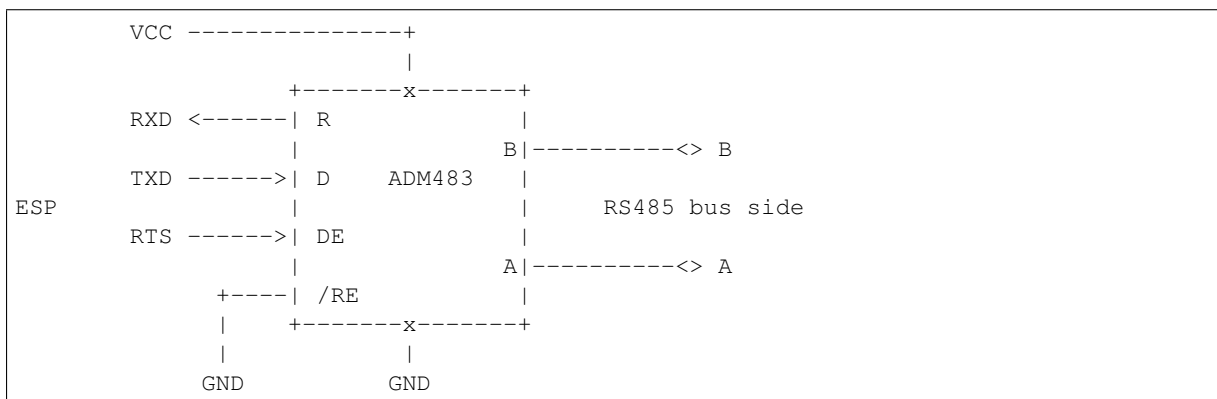 VCC ---------------+
|
+-------x-------+
RXD <------| R |
| B|----------<> B
TXD ------>| D ADM483 |
ESP | | RS485 bus side
RTS ------>| DE |
| A|----------<> A
+----| /RE |
| +-------x-------+
| |
GND GND